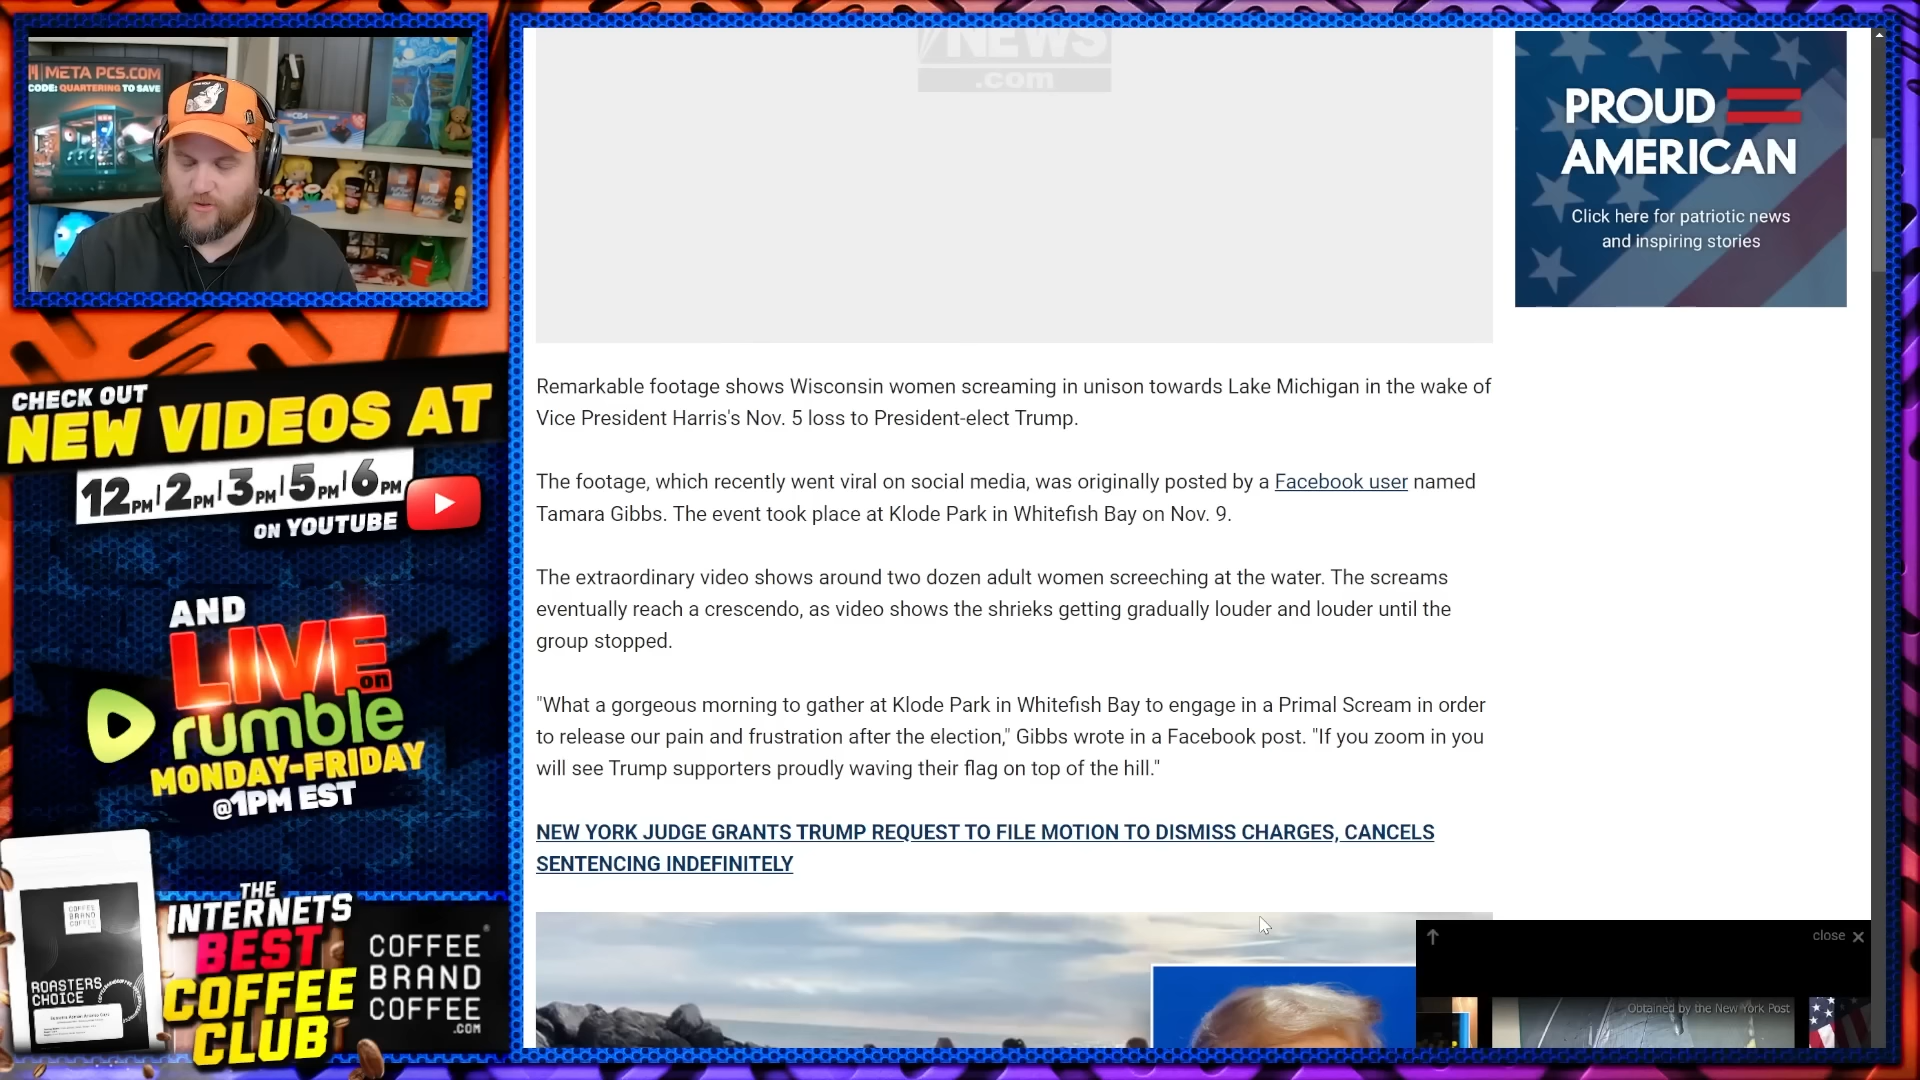 META PCS.COM
CODE: QUARTERING TO SAVE
CHECK OUT
NEW VIDEOS AT
12PM | 2PM | 3PM | 5PM | 6PM
ON YOUTUBE
AND
LIVE
on
rumble
MONDAY-FRIDAY
@1PM EST
THE
INTERNETS
BEST
COFFEE
CLUB
COFFEE
BRAND
COFFEE
ROASTERS
CHOICE
COFFEE
BRAND
COFFEE
.COM
NEWS
.com
Remarkable footage shows Wisconsin women screaming in unison towards Lake Michigan in the wake of
Vice President Harris's Nov. 5 loss to President-elect Trump.
The footage, which recently went viral on social media, was originally posted by a Facebook user named
Tamara Gibbs. The event took place at Klode Park in Whitefish Bay on Nov. 9.
The extraordinary video shows around two dozen adult women screeching at the water. The screams
eventually reach a crescendo, as video shows the shrieks getting gradually louder and louder until the
group stopped.
"What a gorgeous morning to gather at Klode Park in Whitefish Bay to engage in a Primal Scream in order
to release our pain and frustration after the election," Gibbs wrote in a Facebook post. "If you zoom in you
will see Trump supporters proudly waving their flag on top of the hill."
NEW YORK JUDGE GRANTS TRUMP REQUEST TO FILE MOTION TO DISMISS CHARGES, CANCELS
SENTENCING INDEFINITELY
PROUD
AMERICAN
Click here for patriotic news
and inspiring stories
close
Obtained by the New York Post